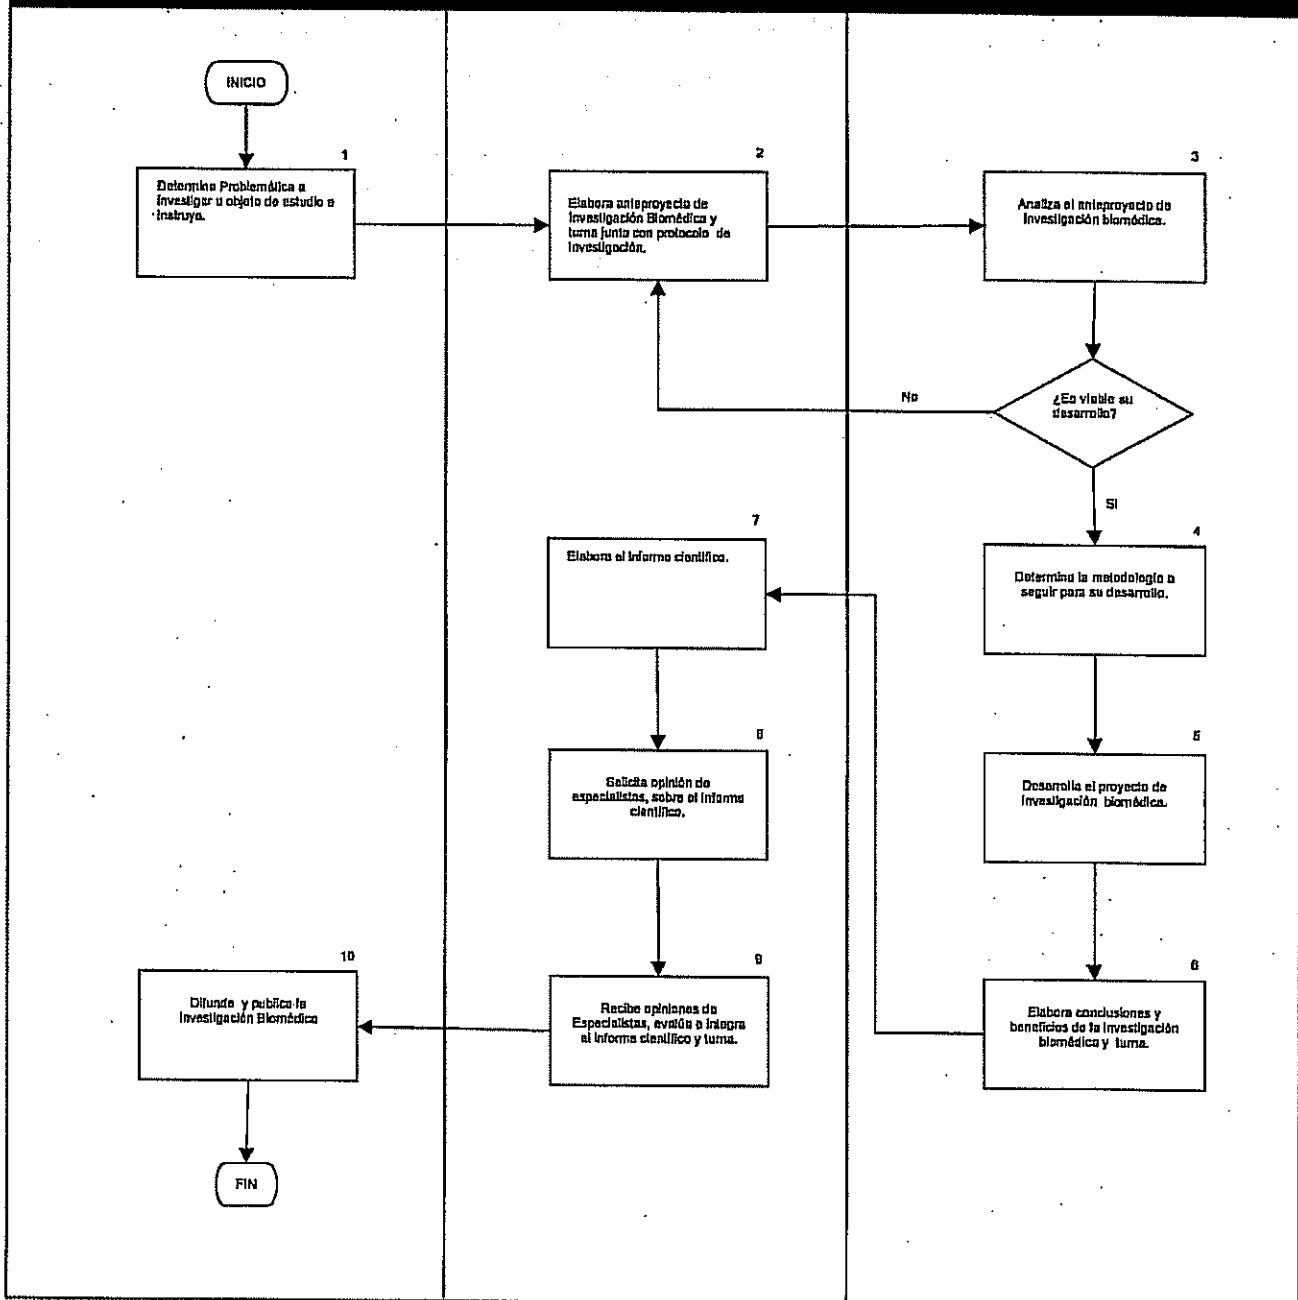 INICIO
1
Determina Problemática a
Investigar u objeto de estudio e
Instruye.
2
Elabora anteproyecto de
Investigación Biomédica y
turna junto con protocolo de
Investigación.
3
Analiza el anteproyecto de
Investigación biomédica.
¿Es viable su
desarrollo?
No
SI
4
Determina la metodología a
seguir para su desarrollo.
5
Desarrolla el proyecto de
Investigación biomédica.
6
Elabora conclusiones y
beneficios de la Investigación
biomédica y turna.
7
Elabora el Informe científico.
8
Solicita opinión de
especialistas, sobre el Informe
científico.
9
Recibe opiniones de
Especialistas, evalúa e Integra
al Informe científico y turna.
10
Difunde y publica la
Investigación Biomédica
FIN